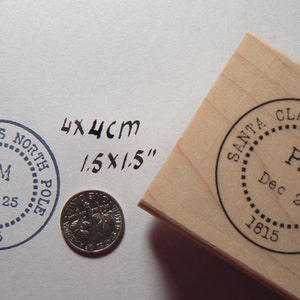 S NORTH POLE
M
25
4X4CM
1.5X1.5"
SANTA CLA
P
Dec 2
1815